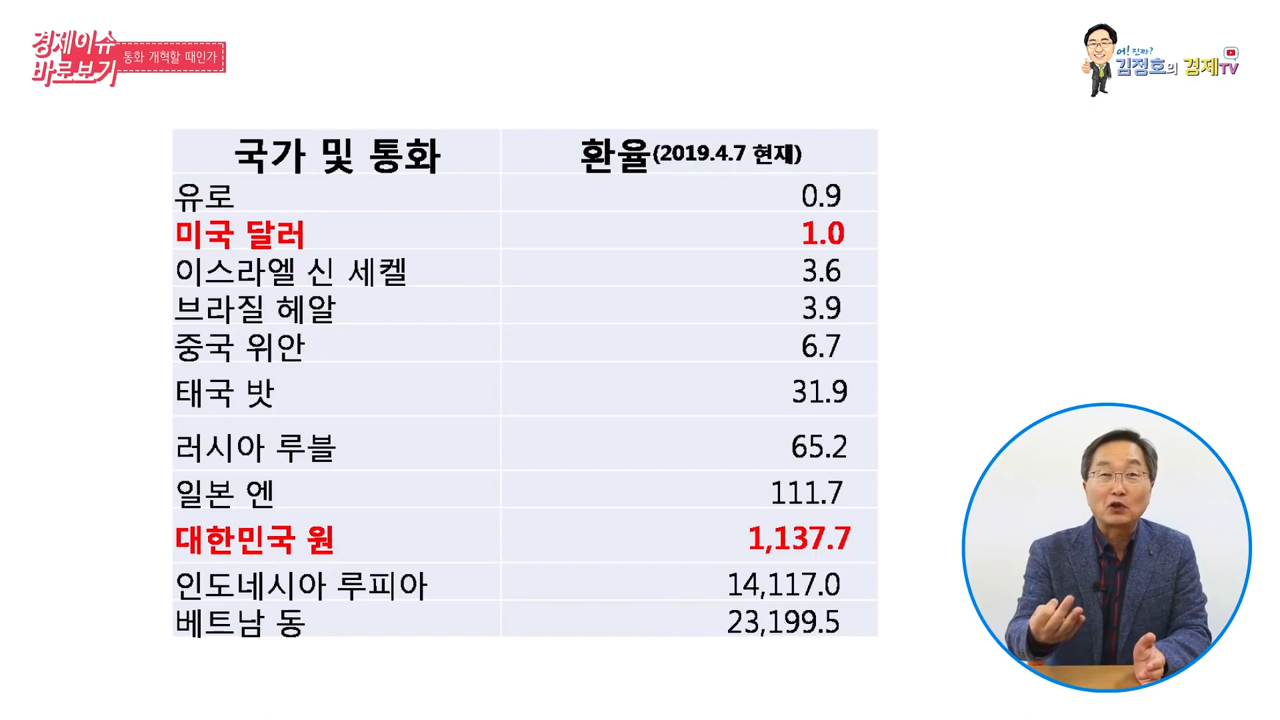 경제이슈
바로보기
통화 개혁할 때인가
어! 진짜?
김정호의 경제TV
국가 및 통화 환율(2019.4.7 현재)
유로 0.9
미국 달러 1.0
이스라엘 신 세켈 3.6
브라질 헤알 3.9
중국 위안 6.7
태국 밧 31.9
러시아 루블 65.2
일본 엔 111.7
대한민국 원 1,137.7
인도네시아 루피아 14,117.0
베트남 동 23,199.5